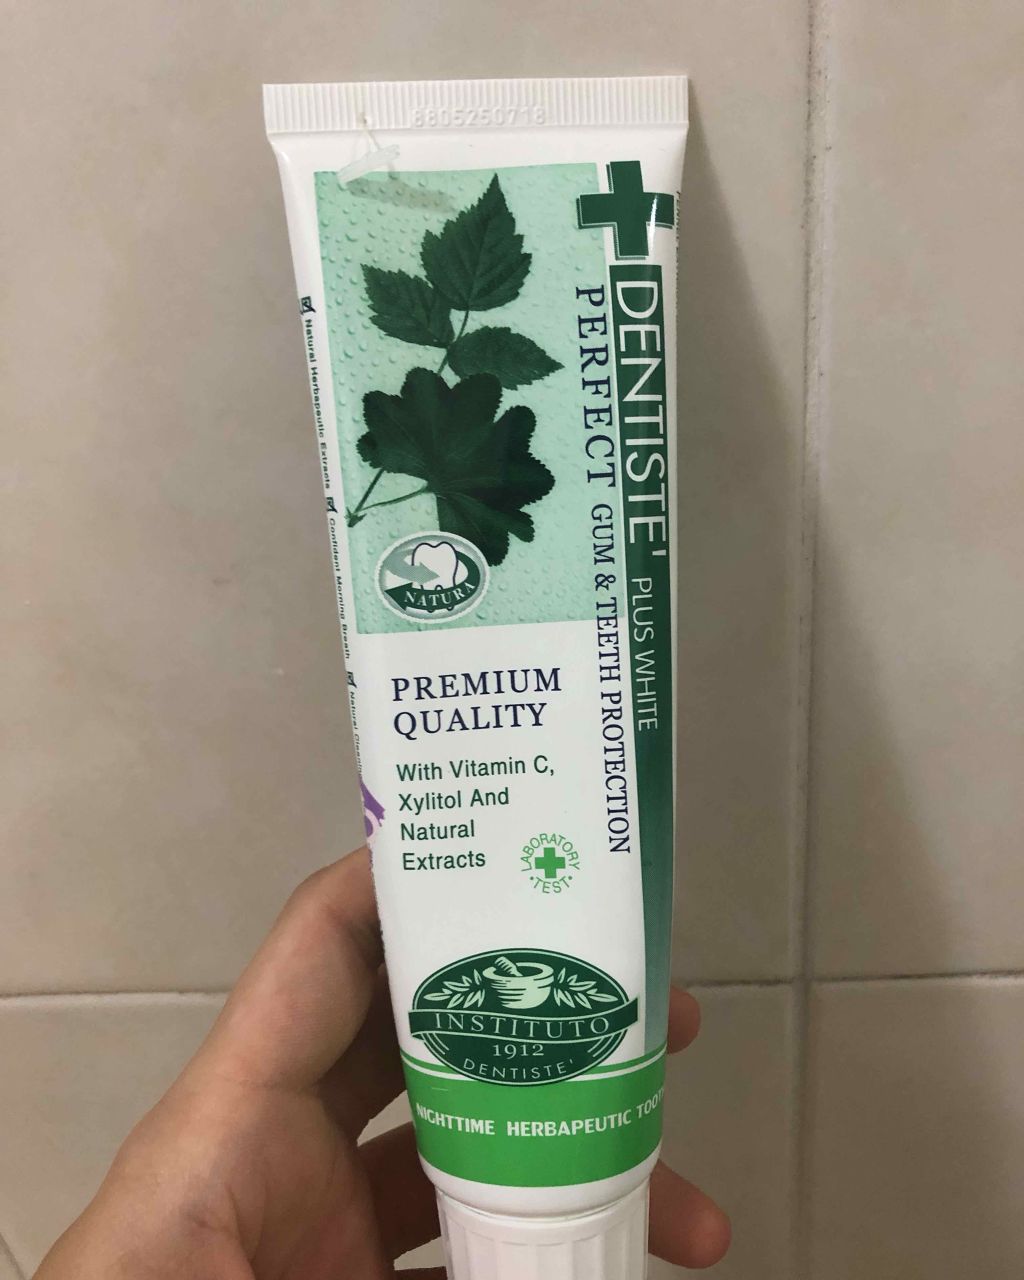 8805250718
DENTISTE' PLUS WHITE
PERFECT GUM & TEETH PROTECTION
Natural Herbapeutic Extracts
Confident Morning Breath
Natural
NATURA
PREMIUM
QUALITY
With Vitamin C,
Xylitol And
Natural
Extracts
LABORATORY
TEST
INSTITUTO
1912
DENTISTE'
NIGHTTIME HERBAPEUTIC